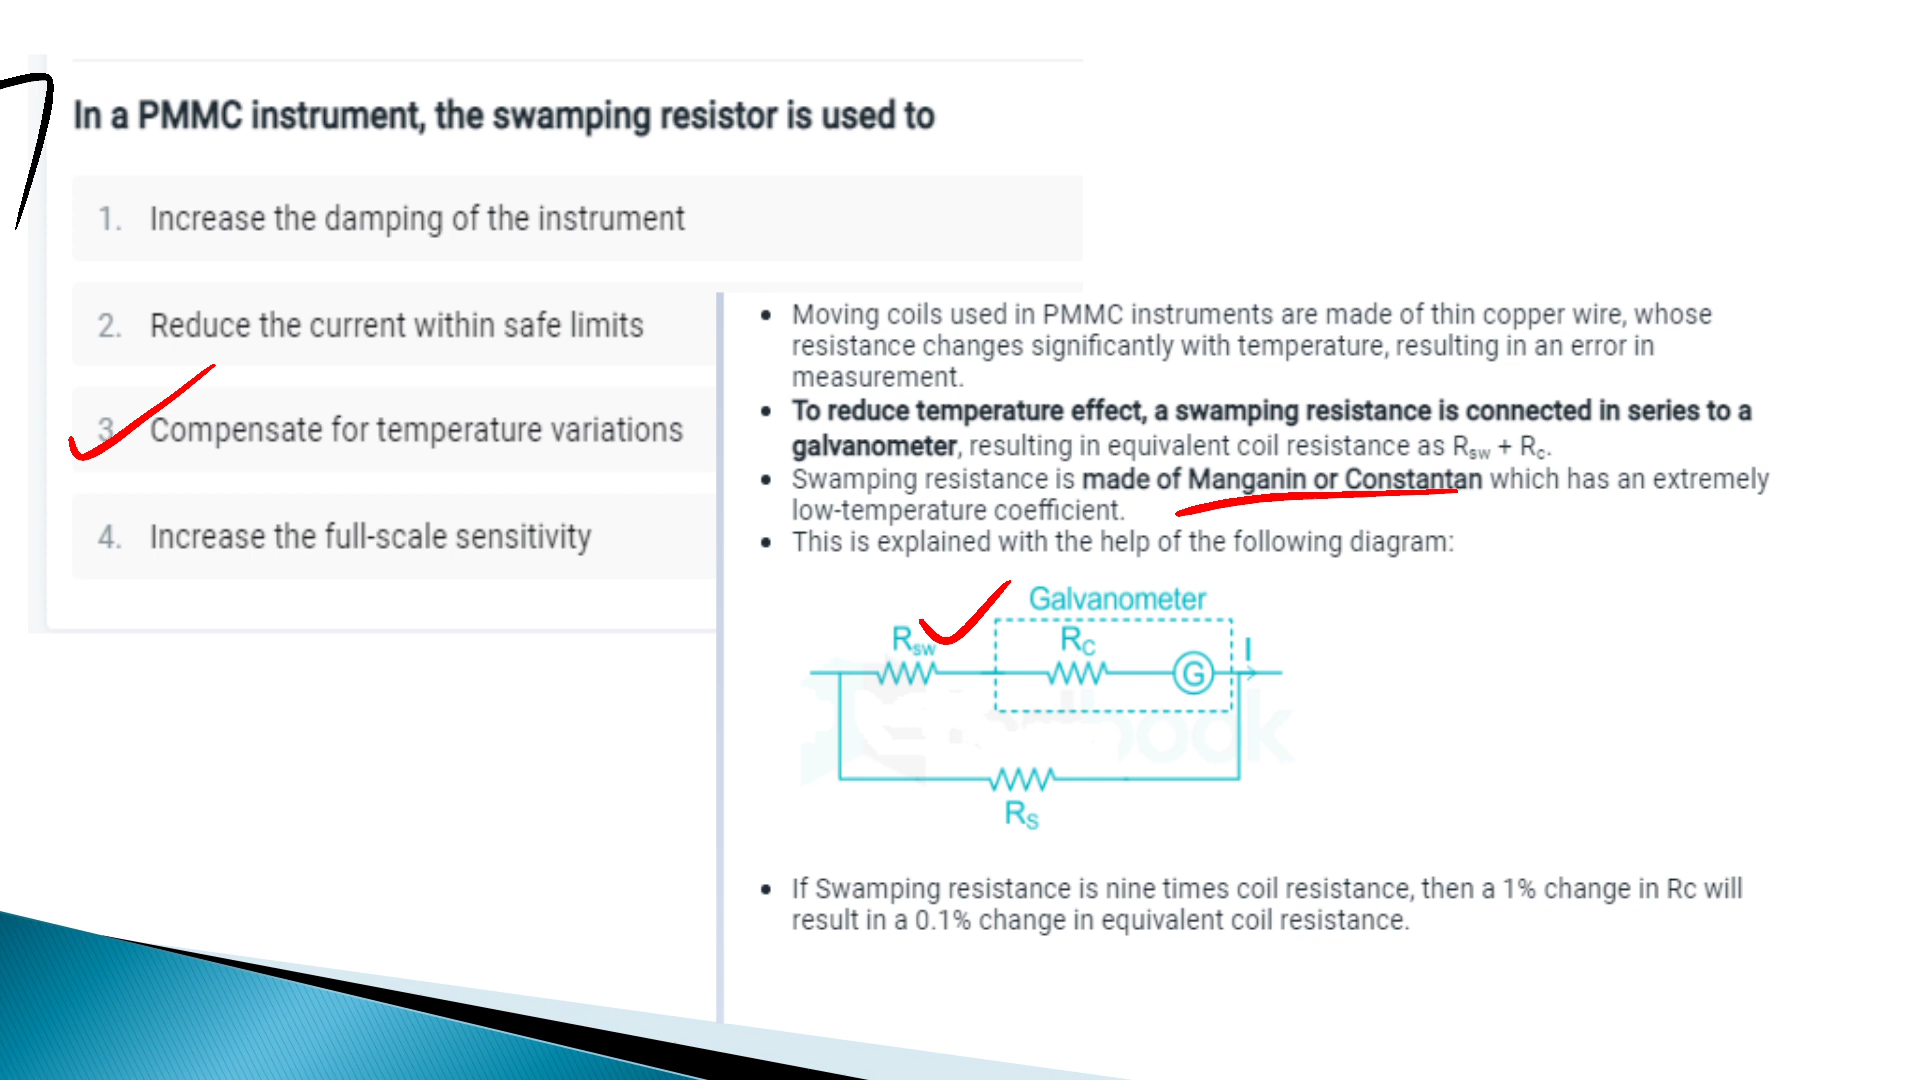 In a PMMC instrument, the swamping resistor is used to
1. Increase the damping of the instrument
2. Reduce the current within safe limits
3. Compensate for temperature variations
4. Increase the full-scale sensitivity
• Moving coils used in PMMC instruments are made of thin copper wire, whose
resistance changes significantly with temperature, resulting in an error in
measurement.
• To reduce temperature effect, a swamping resistance is connected in series to a
galvanometer, resulting in equivalent coil resistance as Rsw + Rc.
• Swamping resistance is made of Manganin or Constantan which has an extremely
low-temperature coefficient.
• This is explained with the help of the following diagram:
Galvanometer
Rsw
RC
I
G
RS
• If Swamping resistance is nine times coil resistance, then a 1% change in Rc will
result in a 0.1% change in equivalent coil resistance.